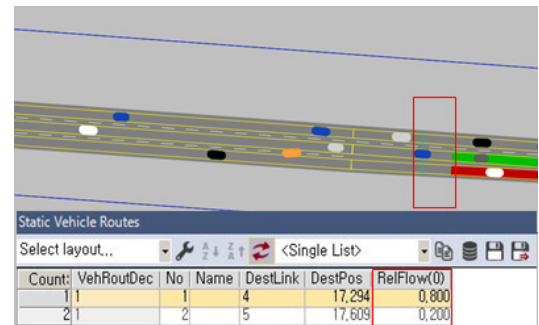 Static Vehicle Routes
Select layout... <Single List>
Count: VehRoutDec No Name DestLink DestPos RelFlow(0)
1 1 1 4 17,294 0,800
2 1 2 5 17,609 0,200